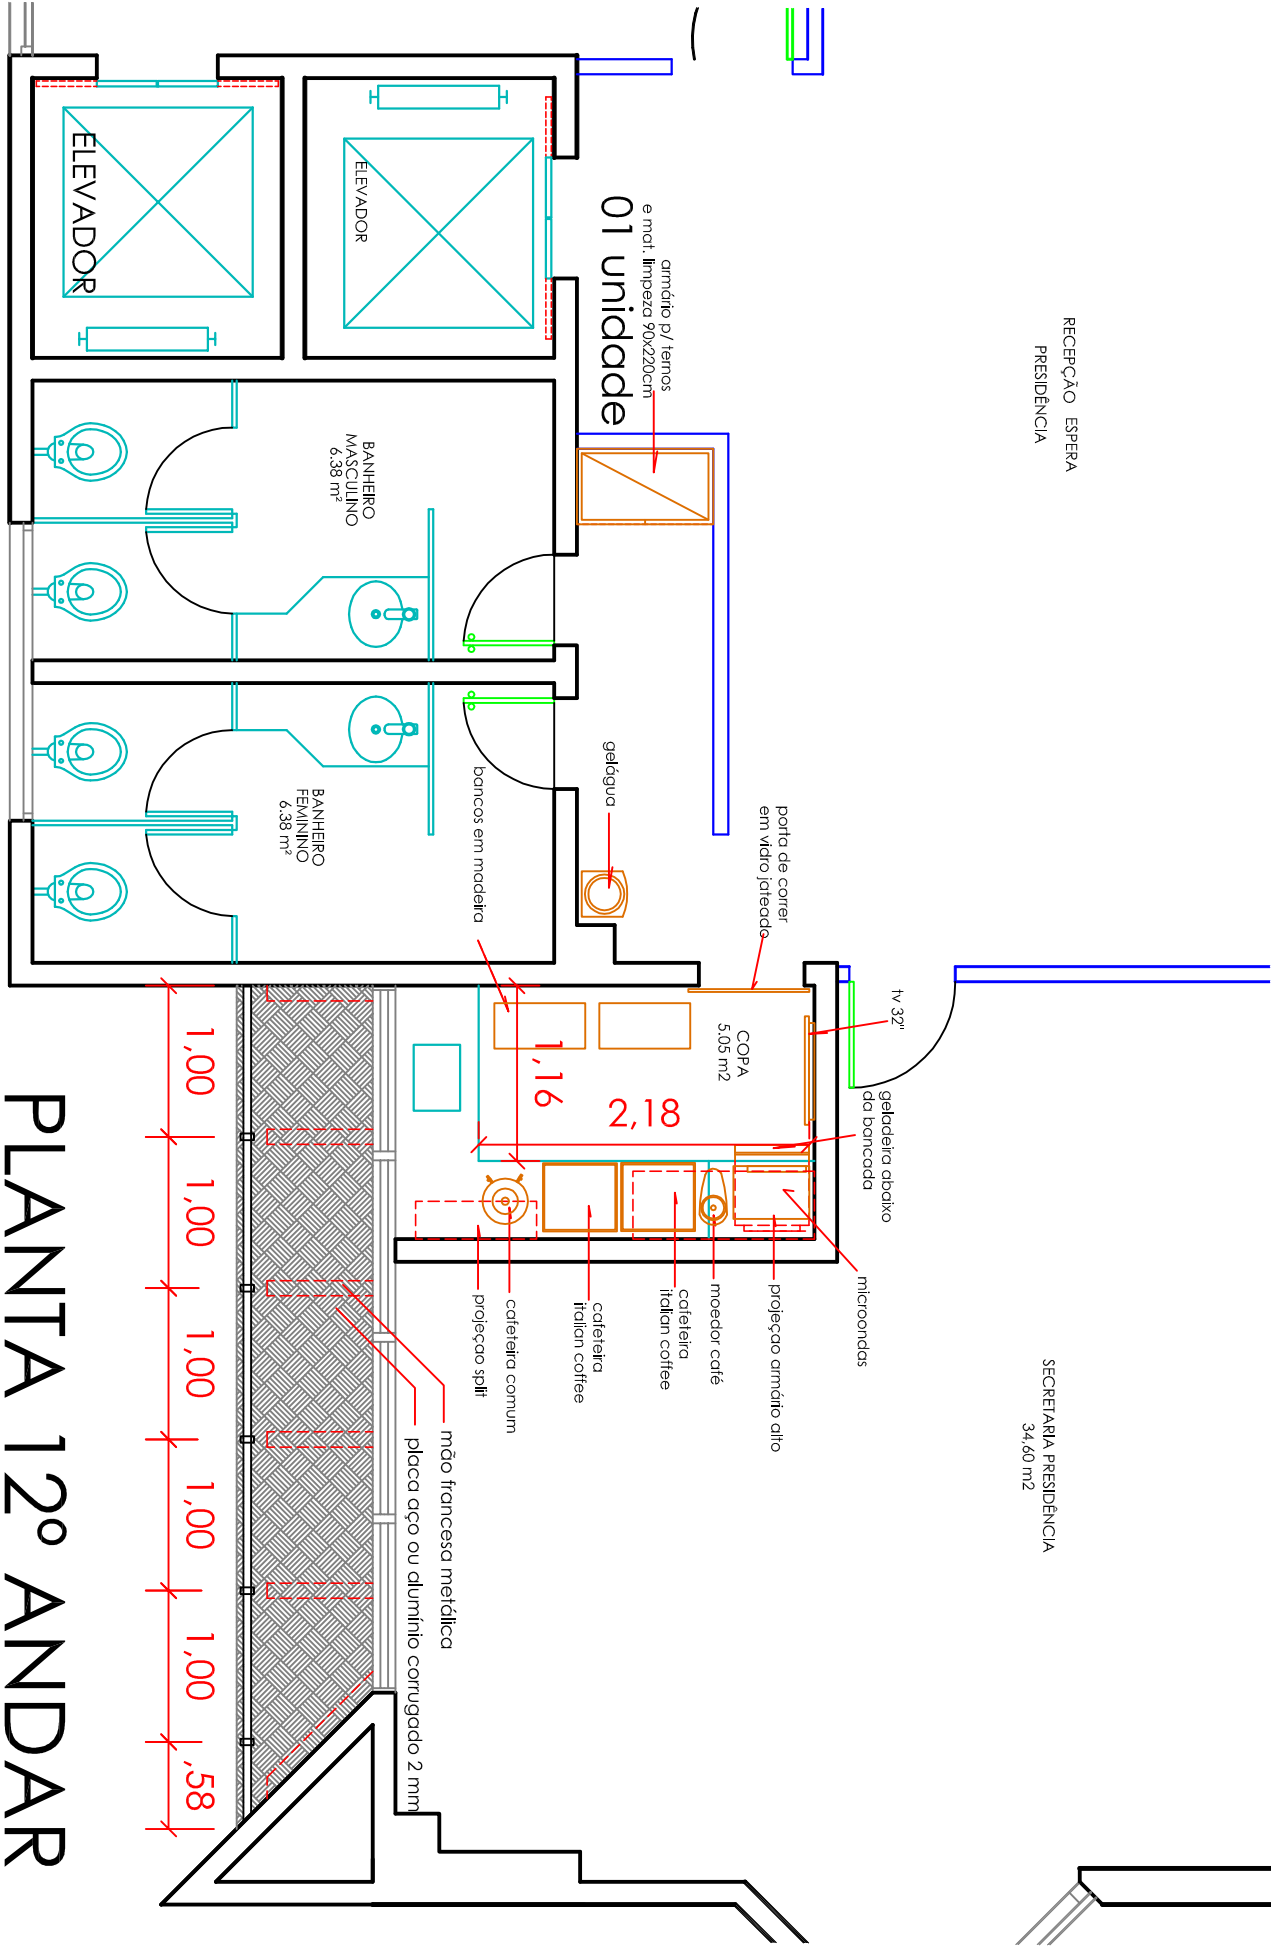 RECEPÇÃO ESPERA
PRESIDÊNCIA
armário p/ ternos
e mat. limpeza 90x220cm
01 unidade
ELEVADOR
ELEVADOR
BANHEIRO
MASCULINO
6.38 m²
BANHEIRO
FEMININO
6.38 m²
bancos em madeira
gelágua
porta de correr
em vidro jateado
tv 32"
COPA
5.05 m2
1,16
2,18
geladeira abaixo
da bancada
microondas
projeçao armário alto
moedor café
cafeteira
italian coffee
cafeteira
italian coffee
cafeteira comum
projeçao split
SECRETARIA PRESIDÊNCIA
34,60 m2
mão francesa metálica
placa aço ou alumínio corrugado 2 mm
1,00
1,00
1,00
1,00
1,00
,58
PLANTA 12º ANDAR